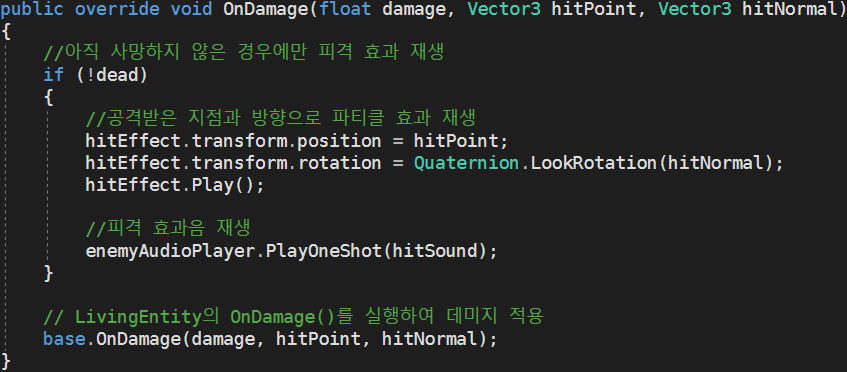 public override void OnDamage(float damage, Vector3 hitPoint, Vector3 hitNormal)
{
    //아직 사망하지 않은 경우에만 피격 효과 재생
    if (!dead)
    {
        //공격받은 지점과 방향으로 파티클 효과 재생
        hitEffect.transform.position = hitPoint;
        hitEffect.transform.rotation = Quaternion.LookRotation(hitNormal);
        hitEffect.Play();

        //피격 효과음 재생
        enemyAudioPlayer.PlayOneShot(hitSound);
    }

    // LivingEntity의 OnDamage()를 실행하여 데미지 적용
    base.OnDamage(damage, hitPoint, hitNormal);
}